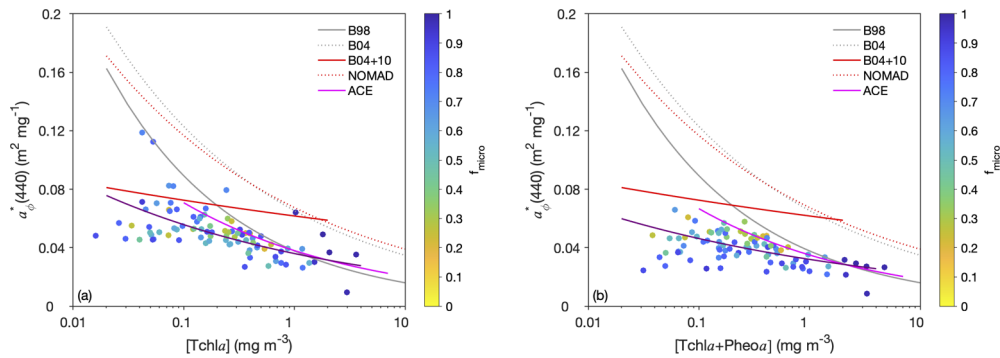 B98
B04
B04+10
NOMAD
ACE
0.2
0.16
0.12
0.08
0.04
0
a*ϕ(440) (m² mg⁻¹)
(a)
0.01 0.1 1 10
[Tchla] (mg m⁻³)
1
0.9
0.8
0.7
0.6
0.5
0.4
0.3
0.2
0.1
0
fmicro
B98
B04
B04+10
NOMAD
ACE
0.2
0.16
0.12
0.08
0.04
0
a*ϕ(440) (m² mg⁻¹)
(b)
0.01 0.1 1 10
[Tchla+Pheoa] (mg m⁻³)
1
0.9
0.8
0.7
0.6
0.5
0.4
0.3
0.2
0.1
0
fmicro